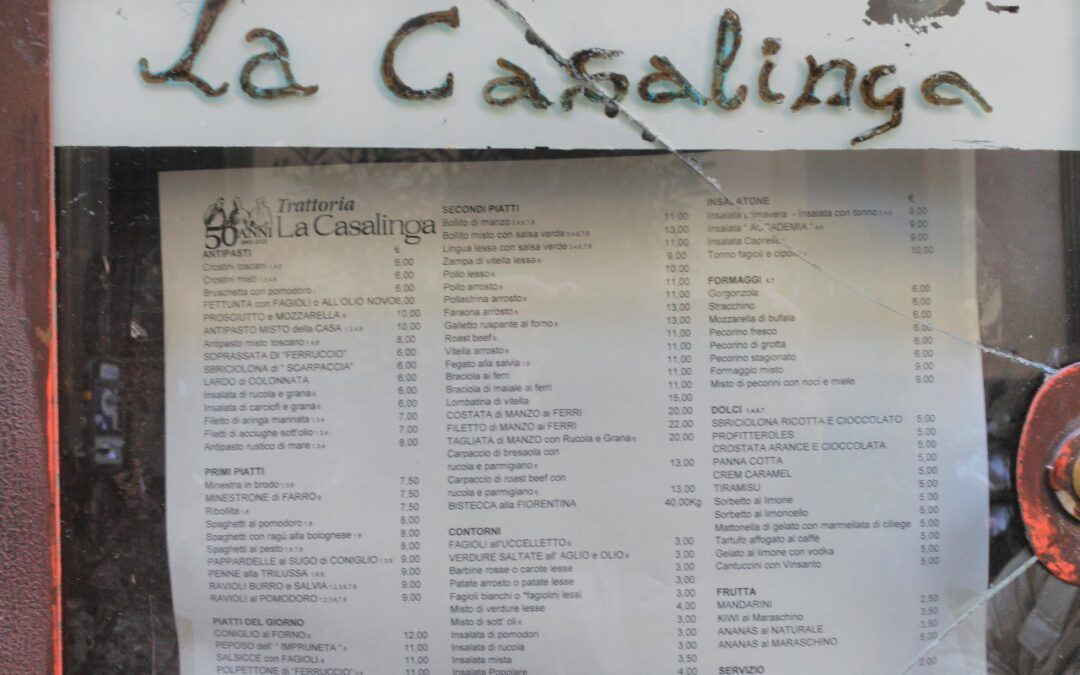 La Casalinga
50 ANNI
Trattoria
La Casalinga
ANTIPASTI €
Crostini toscani 6,00
Crostini misti 6,00
Bruschetta con pomodoro 6,00
FETTUNTA con FAGIOLI o ALL'OLIO NOVO 6,00
PROSCIUTTO e MOZZARELLA 10,00
ANTIPASTO MISTO della CASA 10,00
Antipasto misto toscano 8,00
SOPRASSATA DI "FERRUCCIO" 6,00
SBRICIOLONA di " SCARPACCIA" 6,00
LARDO di COLONNATA 6,00
Insalata di rucola e grana 6,00
Insalata di carciofi e grana 6,00
Filetto di aringa marinata 7,00
Filetti di acciughe sott'olio 7,00
Antipasto rustico di mare 8,00
PRIMI PIATTI
Minestra in brodo 7,50
MINESTRONE di FARRO 7,50
Ribollita 7,50
Spaghetti al pomodoro 8,00
Spaghetti con ragù alla bolognese 8,00
Spaghetti al pesto 8,00
PAPPARDELLE al SUGO di CONIGLIO 9,00
PENNE alla TRILUSSA 9,00
RAVIOLI BURRO e SALVIA 9,00
RAVIOLI al POMODORO 9,00
PIATTI DEL GIORNO
CONIGLIO al FORNO 12,00
PEPOSO dell' " IMPRUNETA " 11,00
SALSICCE con FAGIOLI 11,00
POLPETTONE di "FERRUCCIO" 11,00
SECONDI PIATTI
Bollito di manzo 11,00
Bollito misto con salsa verde 13,00
Lingua lessa con salsa verde 11,00
Zampa di vitella lessa 9,00
Pollo lesso 10,00
Pollo arrosto 11,00
Pollastrina arrosto 11,00
Faraona arrosto 13,00
Galletto ruspante al forno 13,00
Roast beef 11,00
Vitella arrosto 11,00
Fegato alla salvia 11,00
Braciola ai ferri 11,00
Braciola di maiale ai ferri 11,00
Lombatina di vitella 15,00
COSTATA di MANZO ai FERRI 20,00
FILETTO di MANZO ai FERRI 22,00
TAGLIATA di MANZO con Rucola e Grana 20,00
Carpaccio di bresaola con
rucola e parmigiano 13,00
Carpaccio di roast beef con
rucola e parmigiano 13,00
BISTECCA alla FIORENTINA 40,00Kg
CONTORNI
FAGIOLI all'UCCELLETTO 3,00
VERDURE SALTATE all' AGLIO e OLIO 3,00
Barbine rosse o carote lesse 3,00
Patate arrosto o patate lesse 3,00
Fagioli bianchi o *fagiolini lessi 3,00
Misto di verdure lesse 4,00
Misto di sott' oli 3,00
Insalata di pomodori 3,00
Insalata di rucola 3,00
Insalata mista 3,50
Insalata Popolare 4,00
INSALATONE €
Insalata primavera - Insalata con tonno 9,00
Insalata " ACCADEMIA " 9,00
Insalata Caprese 9,00
Tonno fagioli e cipolla 10,00
FORMAGGI
Gorgonzola 6,00
Stracchino 6,00
Mozzarella di bufala 6,00
Pecorino fresco 6,00
Pecorino di grotta 6,00
Pecorino stagionato 6,00
Formaggio misto 9,00
Misto di pecorini con noci e miele 9,00
DOLCI
SBRICIOLONA RICOTTA E CIOCCOLATO 5,00
PROFITTEROLES 5,00
CROSTATA ARANCE E CIOCCOLATA 5,00
PANNA COTTA 5,00
CREM CARAMEL 5,00
TIRAMISU 5,00
Sorbetto al limone 5,00
Sorbetto al limoncello 5,00
Mattonella di gelato con marmellata di ciliege 5,00
Tartufo affogato al caffè 5,00
Gelato al limone con vodka 5,00
Cantuccini con Vinsanto 5,00
FRUTTA
MANDARINI 2,50
KIWI al Maraschino 3,50
ANANAS al NATURALE 3,50
ANANAS al MARASCHINO 5,00
SERVIZIO 2,00